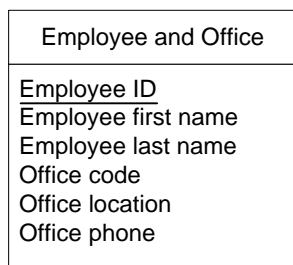 Employee and Office
Employee ID
Employee first name
Employee last name
Office code
Office location
Office phone